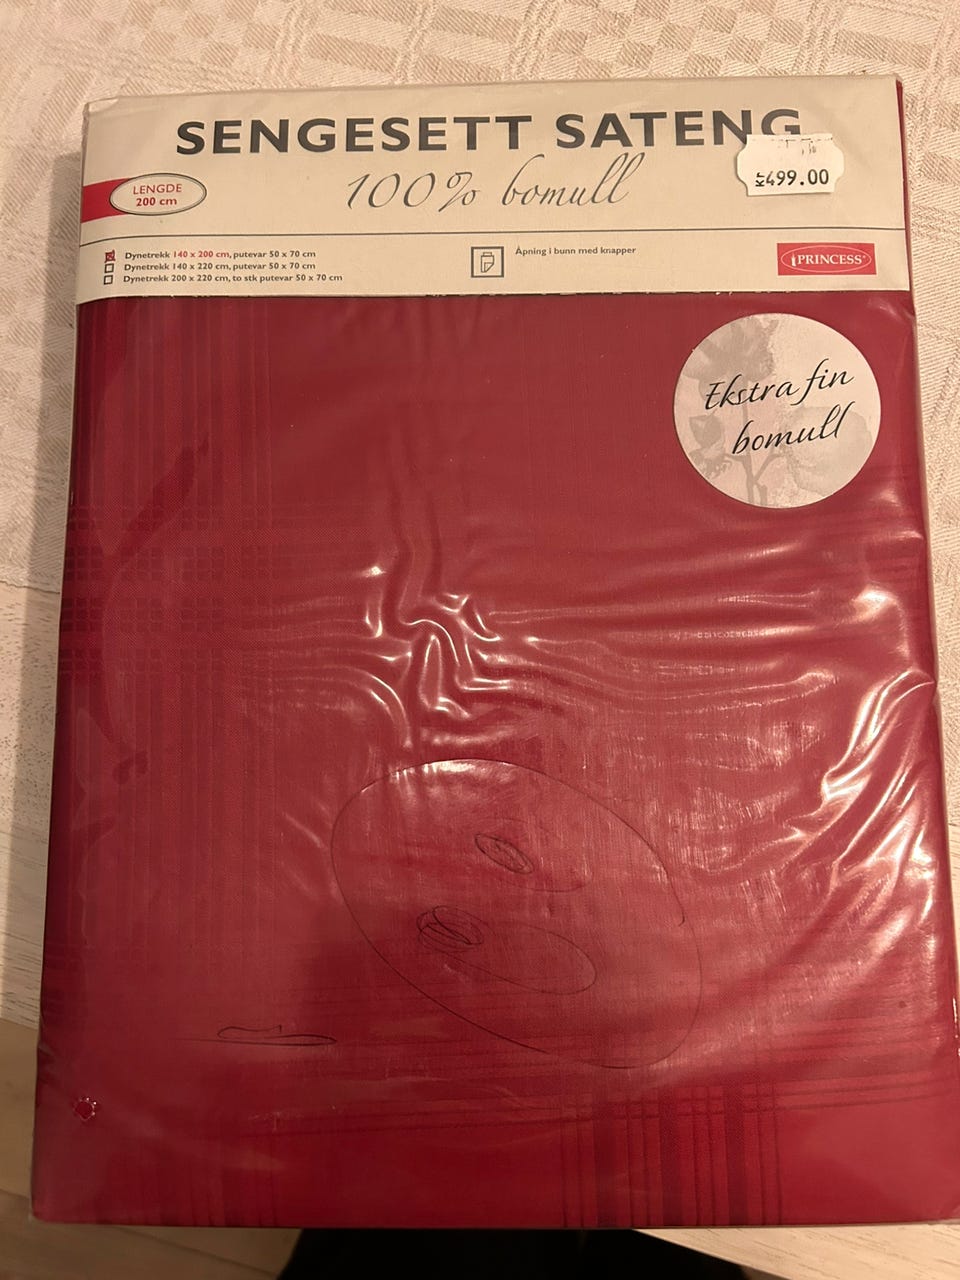 SENGESETT SATENG
100% bomull
Kr499.00
LENGDE
200 cm
Dynetrekk 140 x 200 cm, putevar 50 x 70 cm
Dynetrekk 140 x 220 cm, putevar 50 x 70 cm
Dynetrekk 200 x 220 cm, to stk putevar 50 x 70 cm
Åpning i bunn med knapper
PRINCESS®
Ekstra fin
bomull